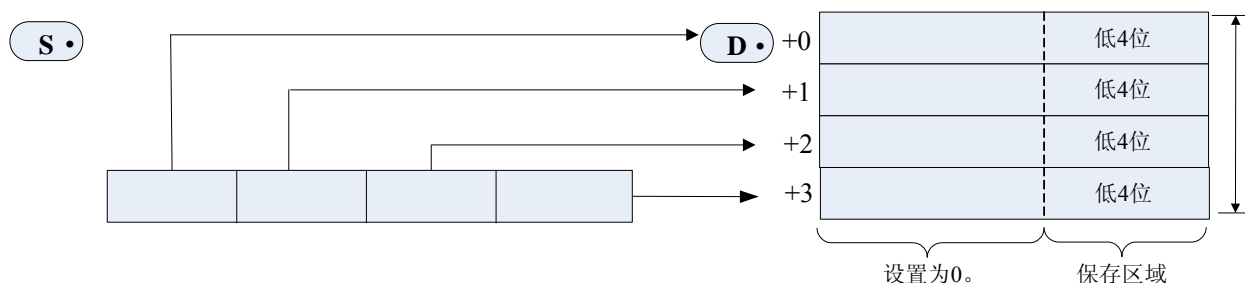 S •
D • +0 低4位
+1 低4位
+2 低4位
+3 低4位
设置为0。 保存区域